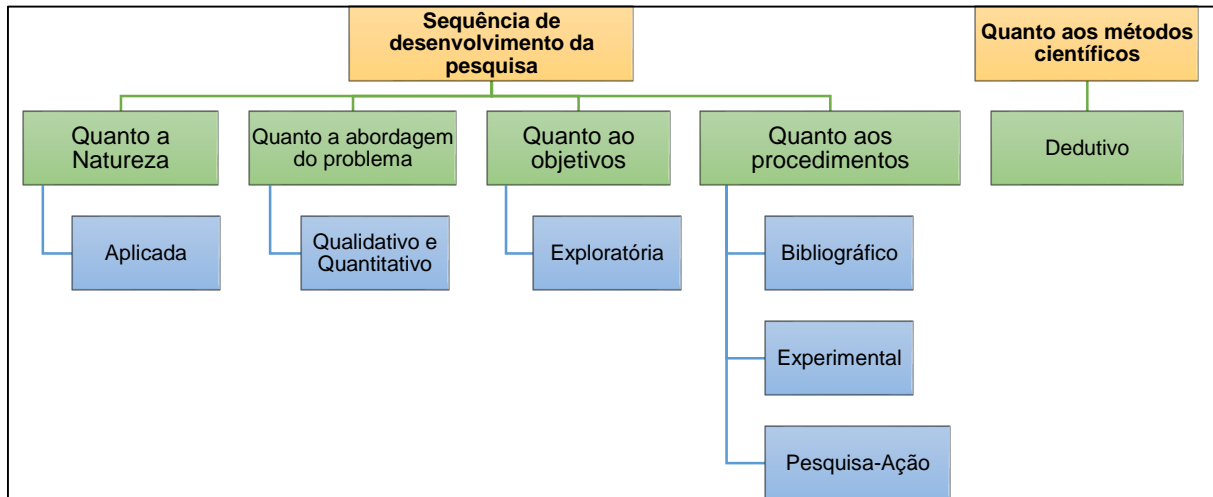 Sequência de
desenvolvimento da
pesquisa
Quanto aos métodos
científicos
Quanto a
Natureza
Quanto a abordagem
do problema
Quanto ao
objetivos
Quanto aos
procedimentos
Dedutivo
Aplicada
Qualidativo e
Quantitativo
Exploratória
Bibliográfico
Experimental
Pesquisa-Ação